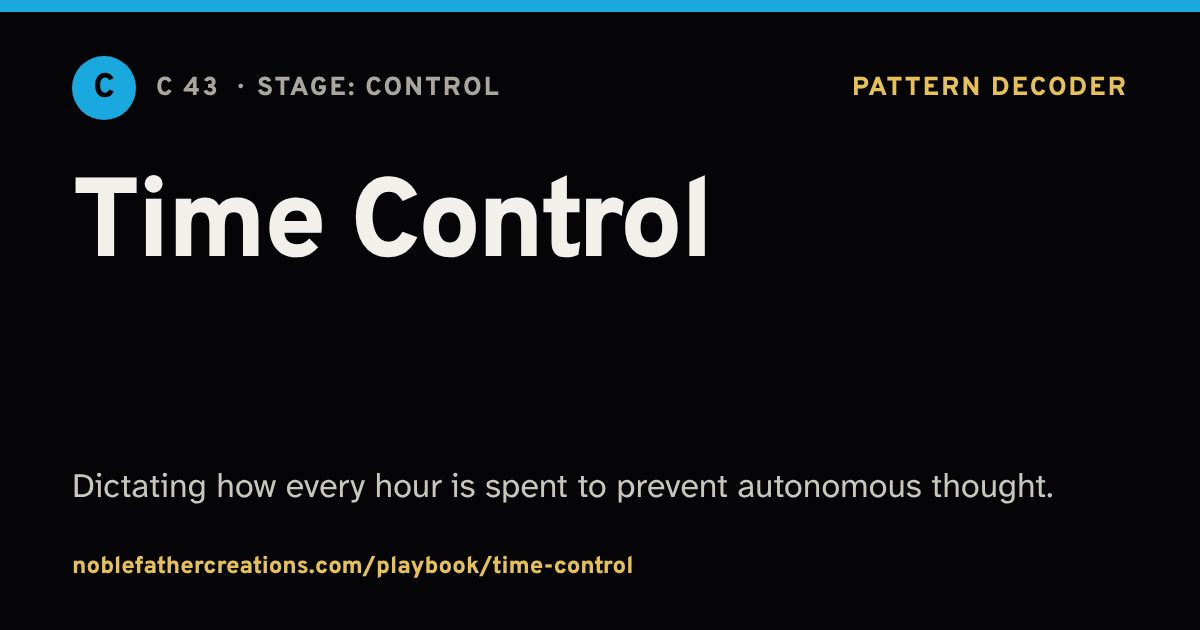 C
C 43 · STAGE: CONTROL
PATTERN DECODER
Time Control
Dictating how every hour is spent to prevent autonomous thought.
noblefathercreations.com/playbook/time-control